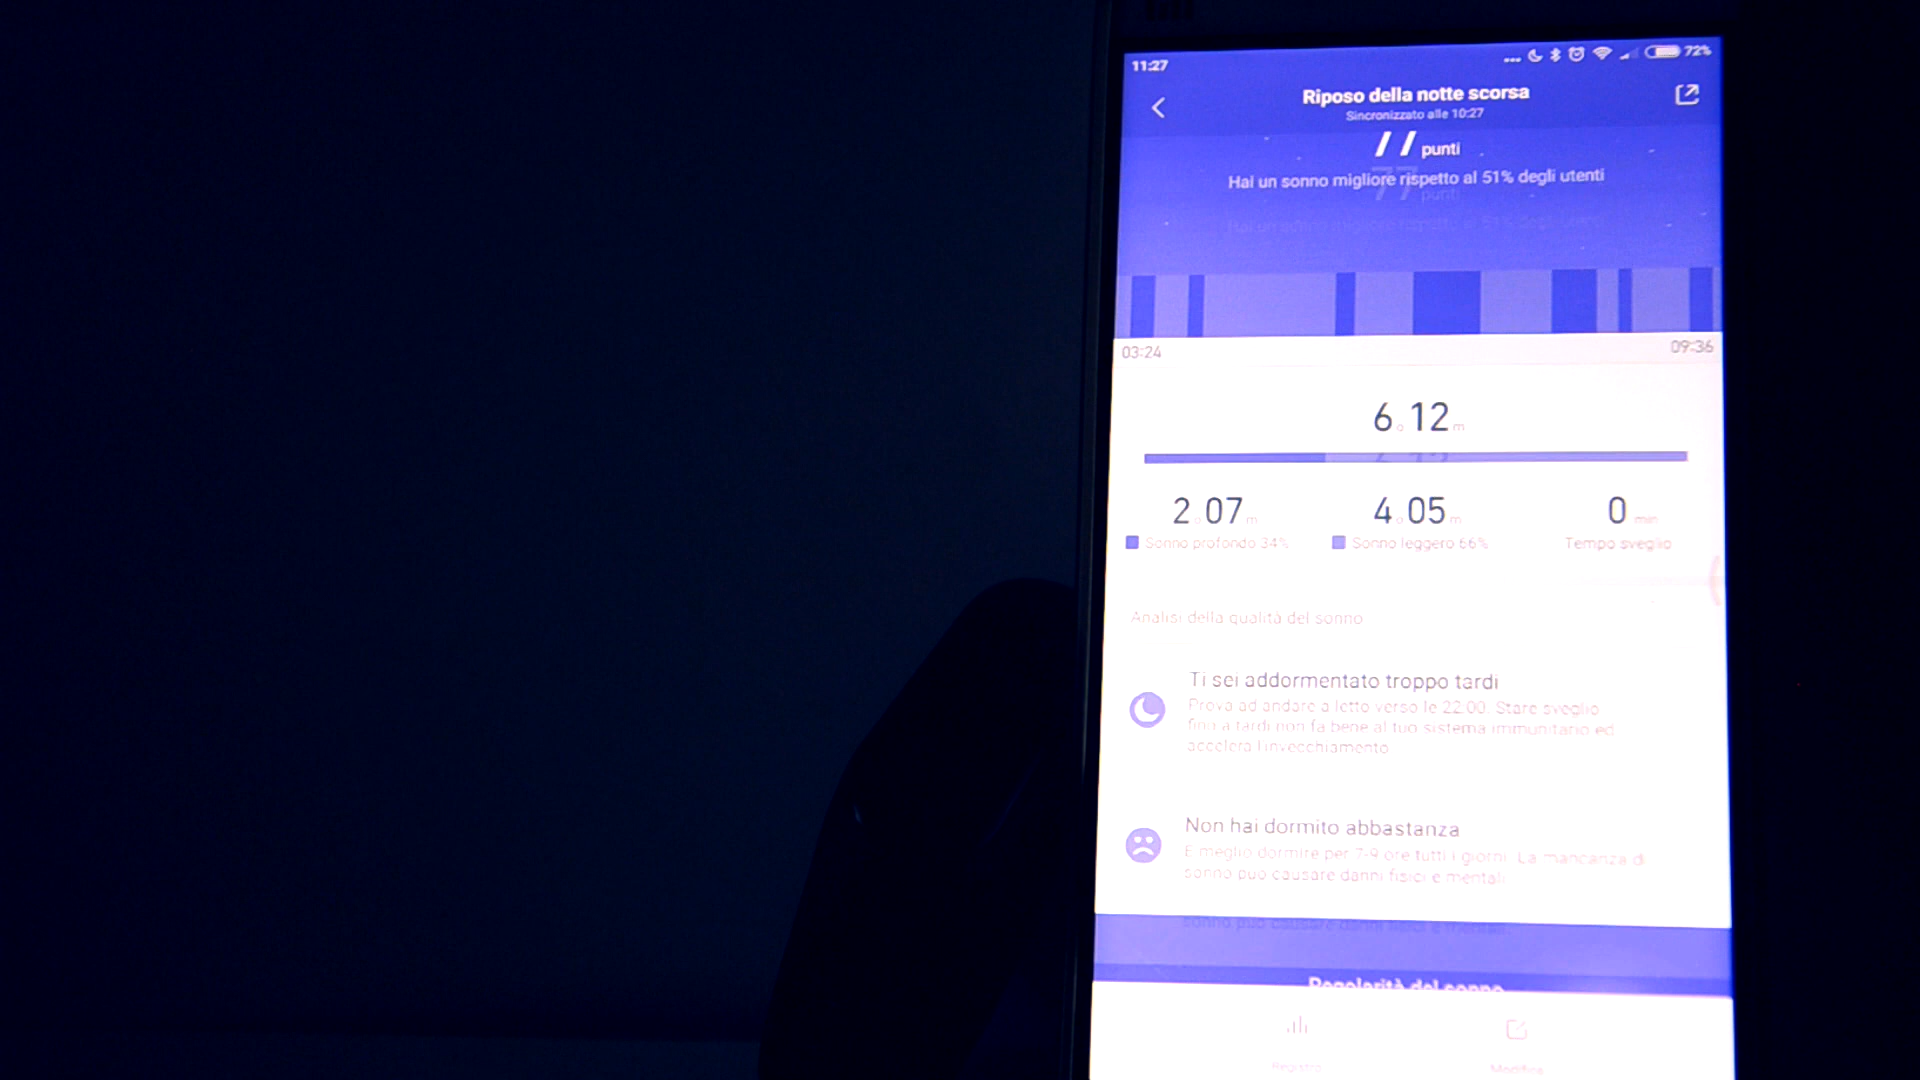 11:27
72%
Riposo della notte scorsa
Sincronizzato alle 10:27
77 punti
Hai un sonno migliore rispetto al 51% degli utenti
03:24
09:36
6 o 12 m
2 o 07 m
4 o 05 m
0 min
Sonno profondo 34%
Sonno leggero 66%
Tempo sveglio
Analisi della qualità del sonno
Ti sei addormentato troppo tardi
Prova ad andare a letto verso le 22:00. Stare sveglio
fino a tardi non fa bene al tuo sistema immunitario ed
accelera l'invecchiamento
Non hai dormito abbastanza
È meglio dormire per 7-9 ore tutti i giorni. La mancanza di
sonno può causare danni fisici e mentali.
Regolarità del sonno
Registro
Modifica